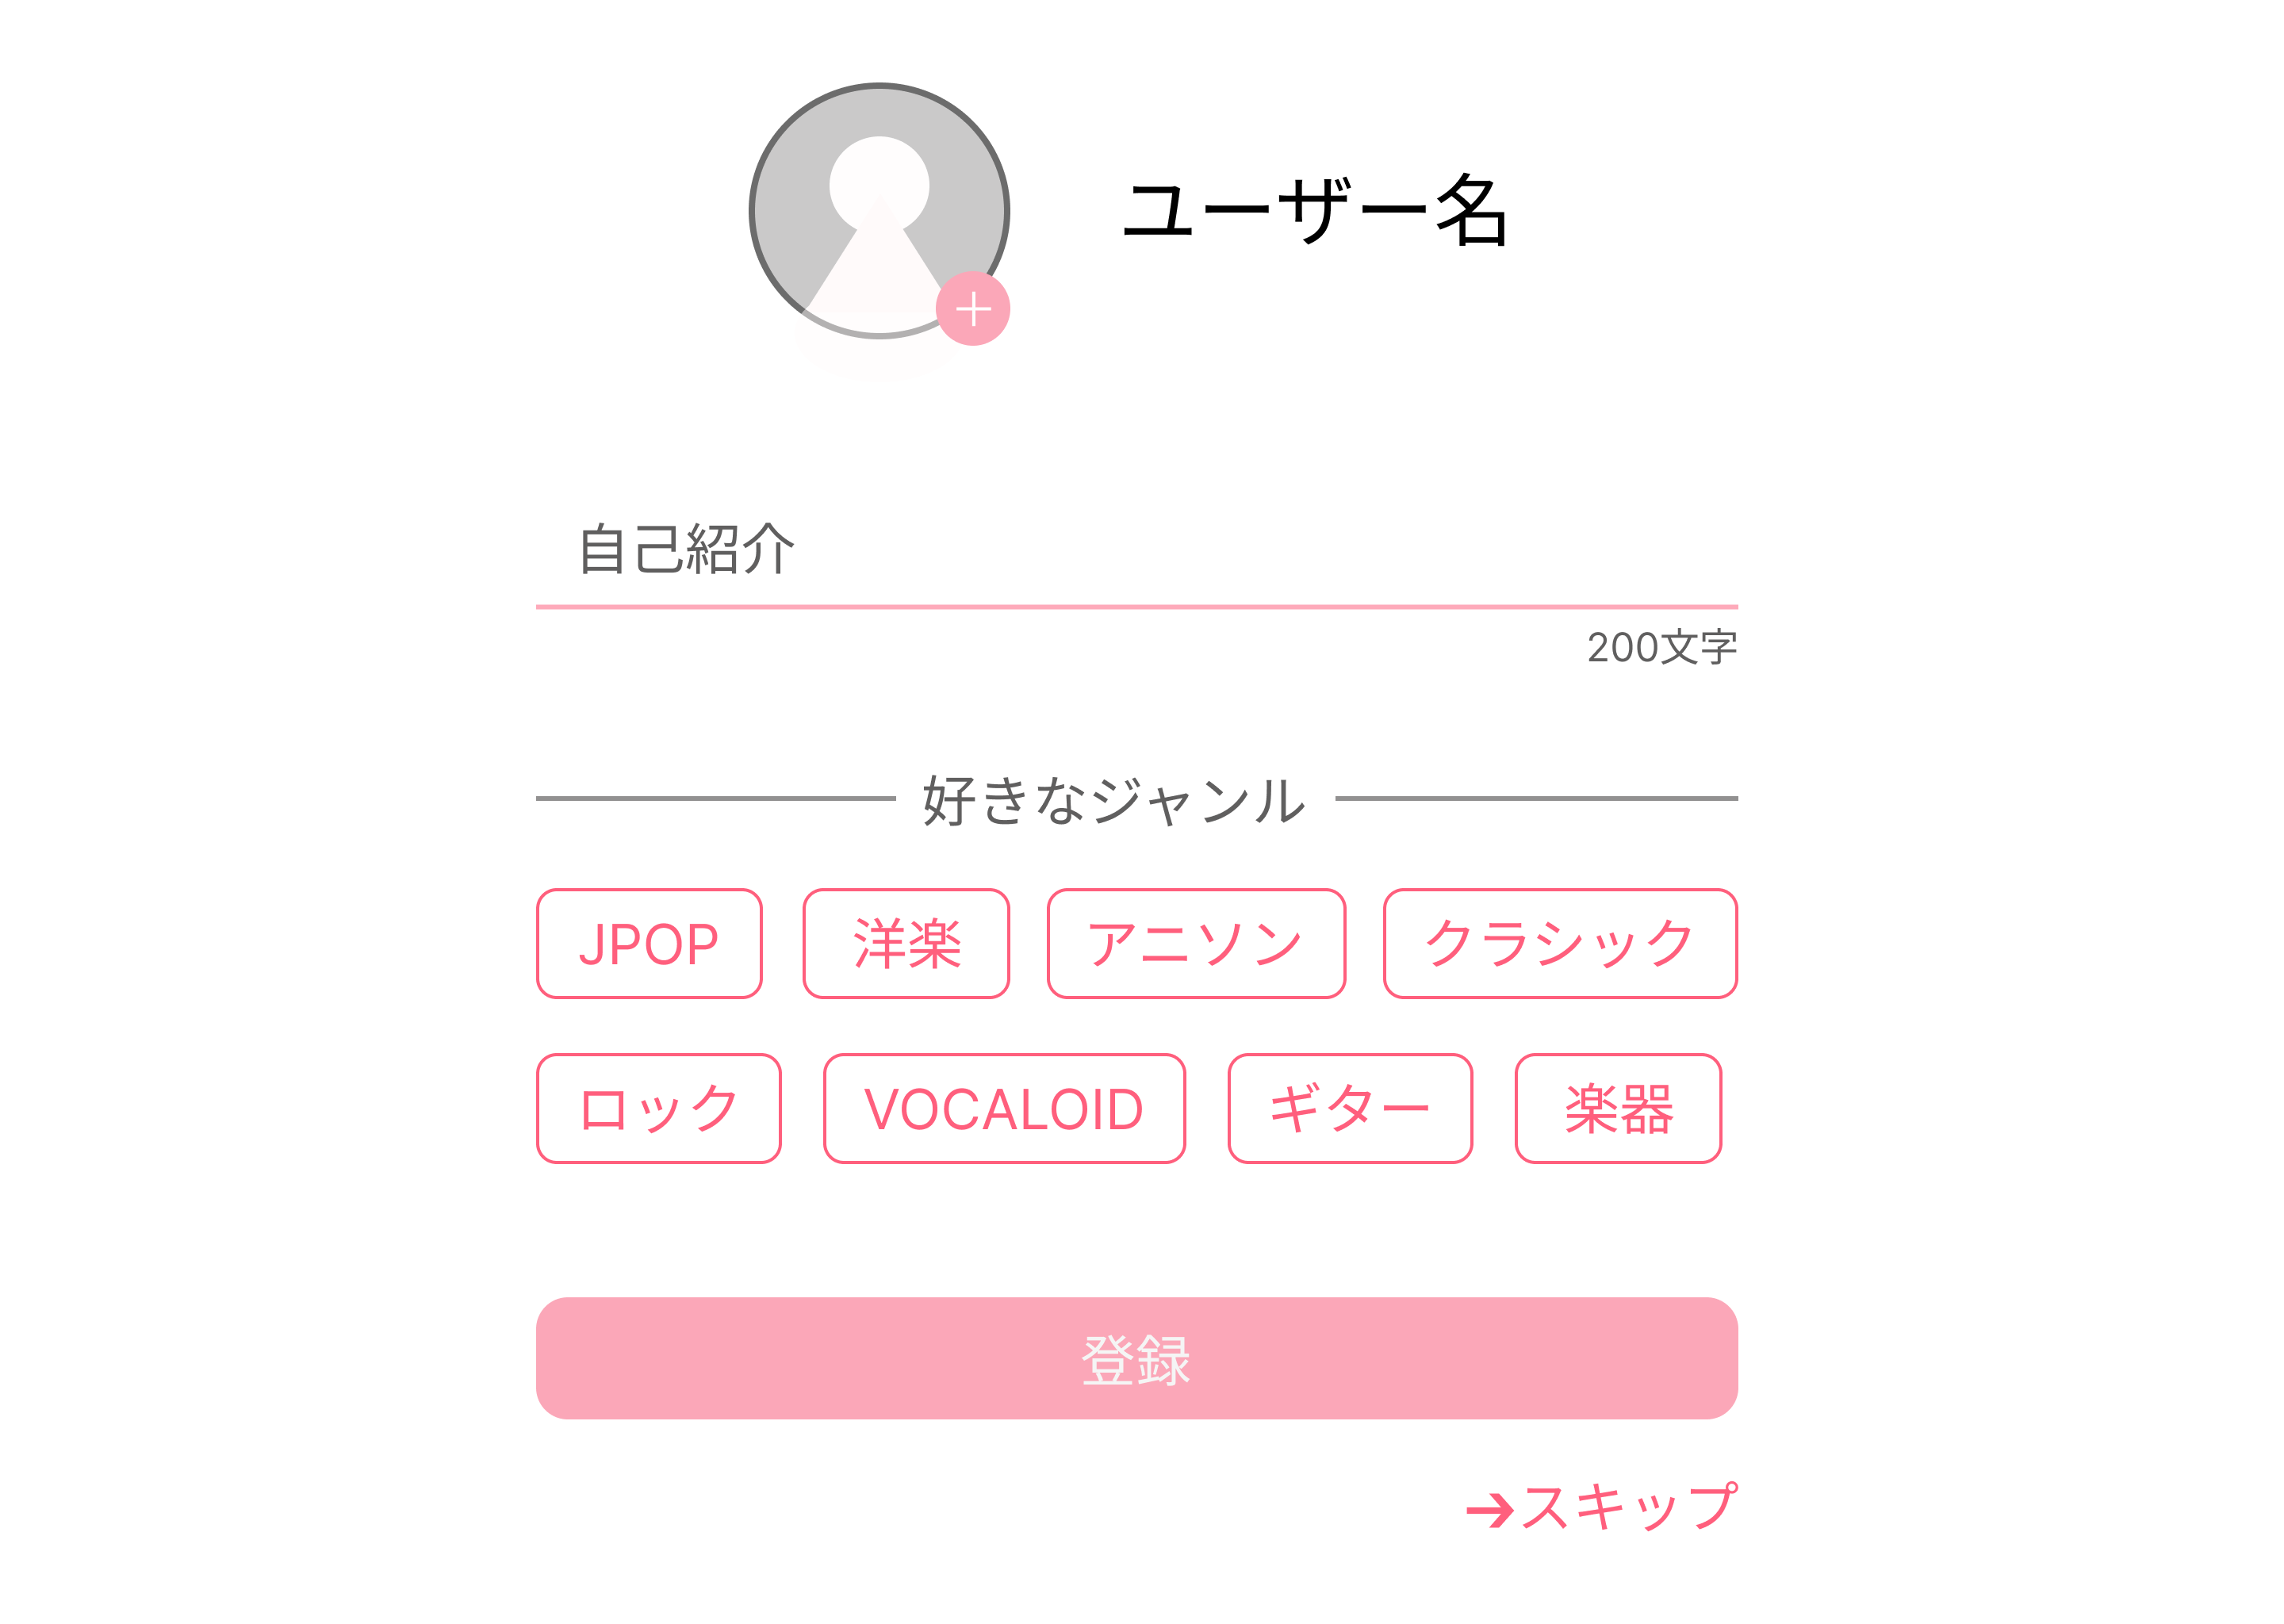 ユーザー名
自己紹介
200文字
好きなジャンル
JPOP 洋楽 アニソン クラシック
ロック VOCALOID ギター 楽器
登録
➔スキップ